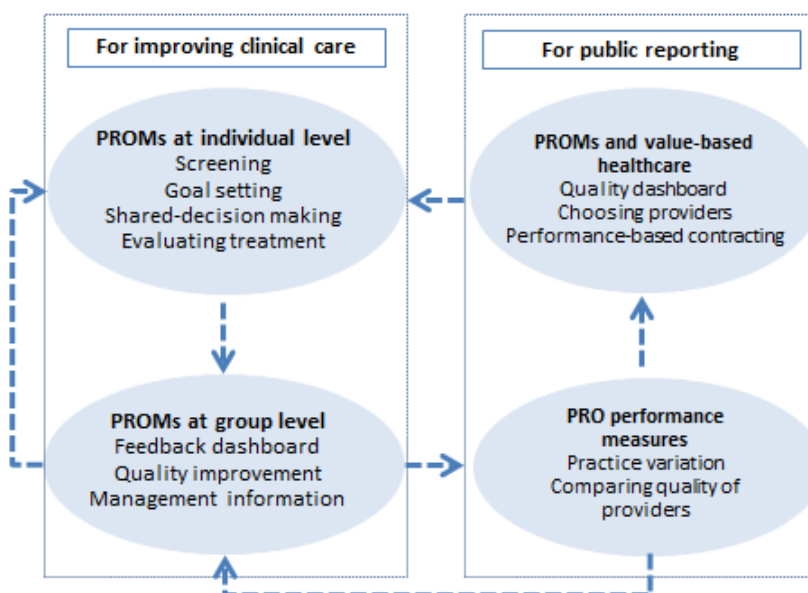 For improving clinical care
PROMs at individual level
Screening
Goal setting
Shared-decision making
Evaluating treatment
PROMs at group level
Feedback dashboard
Quality improvement
Management information
For public reporting
PROMs and value-based
healthcare
Quality dashboard
Choosing providers
Performance-based contracting
PRO performance
measures
Practice variation
Comparing quality of
providers